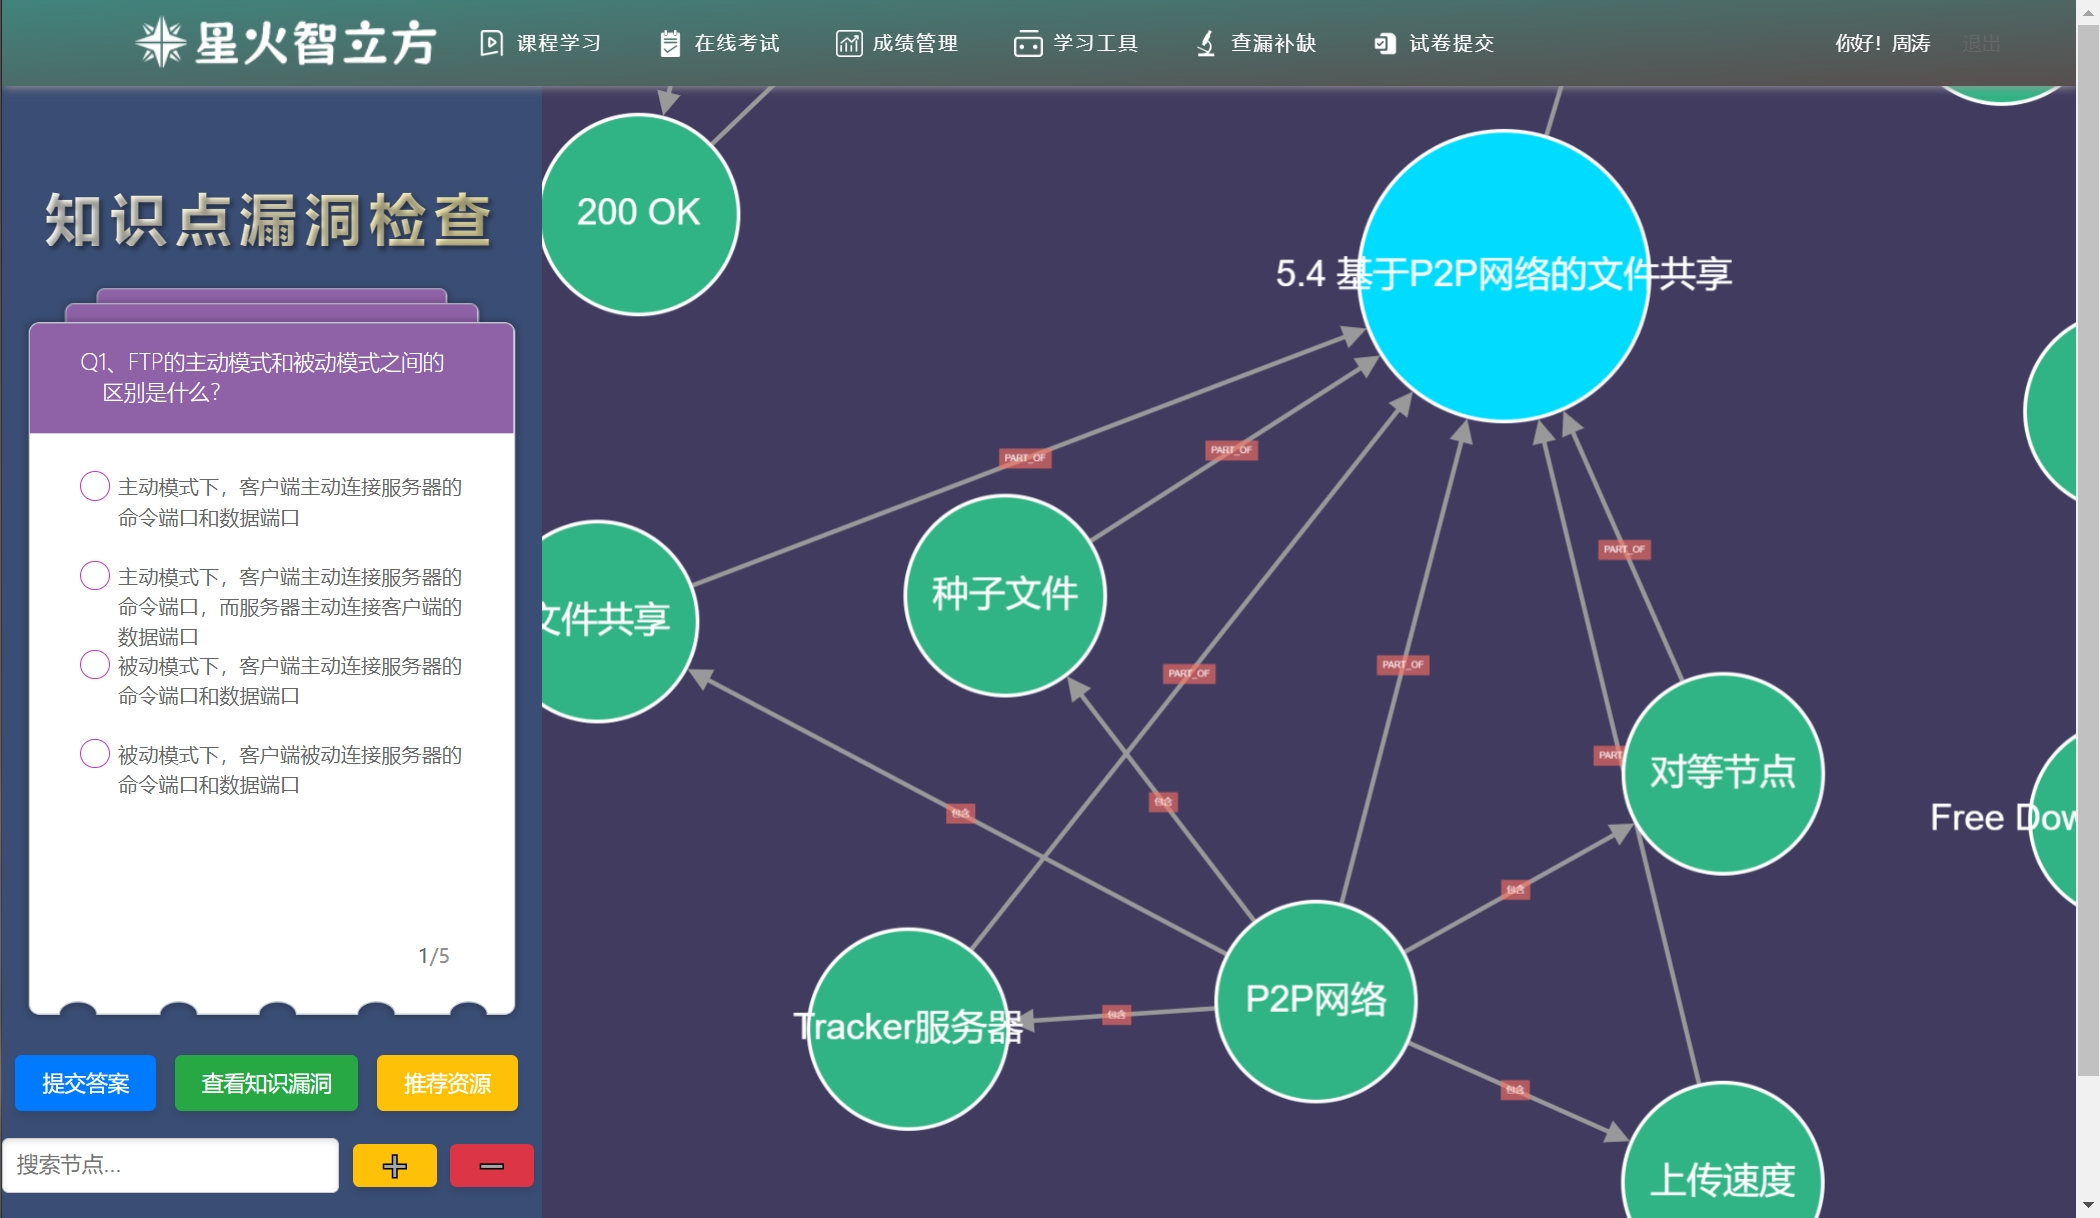 星火智立方
课程学习
在线考试
成绩管理
学习工具
查漏补缺
试卷提交
你好！周涛
退出
知识点漏洞检查
Q1、FTP的主动模式和被动模式之间的
区别是什么？
主动模式下，客户端主动连接服务器的
命令端口和数据端口
主动模式下，客户端主动连接服务器的
命令端口，而服务器主动连接客户端的
数据端口
被动模式下，客户端主动连接服务器的
命令端口和数据端口
被动模式下，客户端被动连接服务器的
命令端口和数据端口
1/5
提交答案
查看知识漏洞
推荐资源
搜索节点...
200 OK
5.4 基于P2P网络的文件共享
PART_OF
PART_OF
PART_OF
种子文件
文件共享
PART_OF
PART_OF
PART
对等节点
包含
包含
Free Dow
包含
P2P网络
Tracker服务器
包含
包含
上传速度